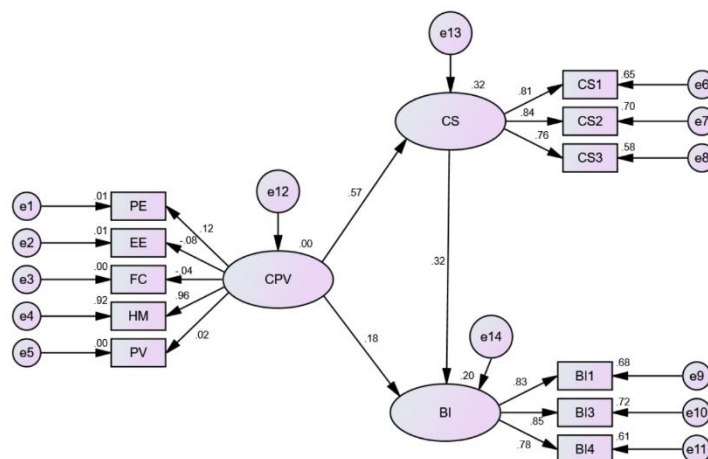 e13
.32
CS
.81
.84
.76
CS1
CS2
CS3
.65
.70
.58
e6
e7
e8
e12
.00
CPV
.57
.18
.32
e1
e2
e3
e4
e5
.01
.01
.00
.92
.00
PE
EE
FC
HM
PV
.12
-.08
-.04
.96
.02
e14
.20
BI
.83
.85
.78
BI1
BI3
BI4
.68
.72
.61
e9
e10
e11